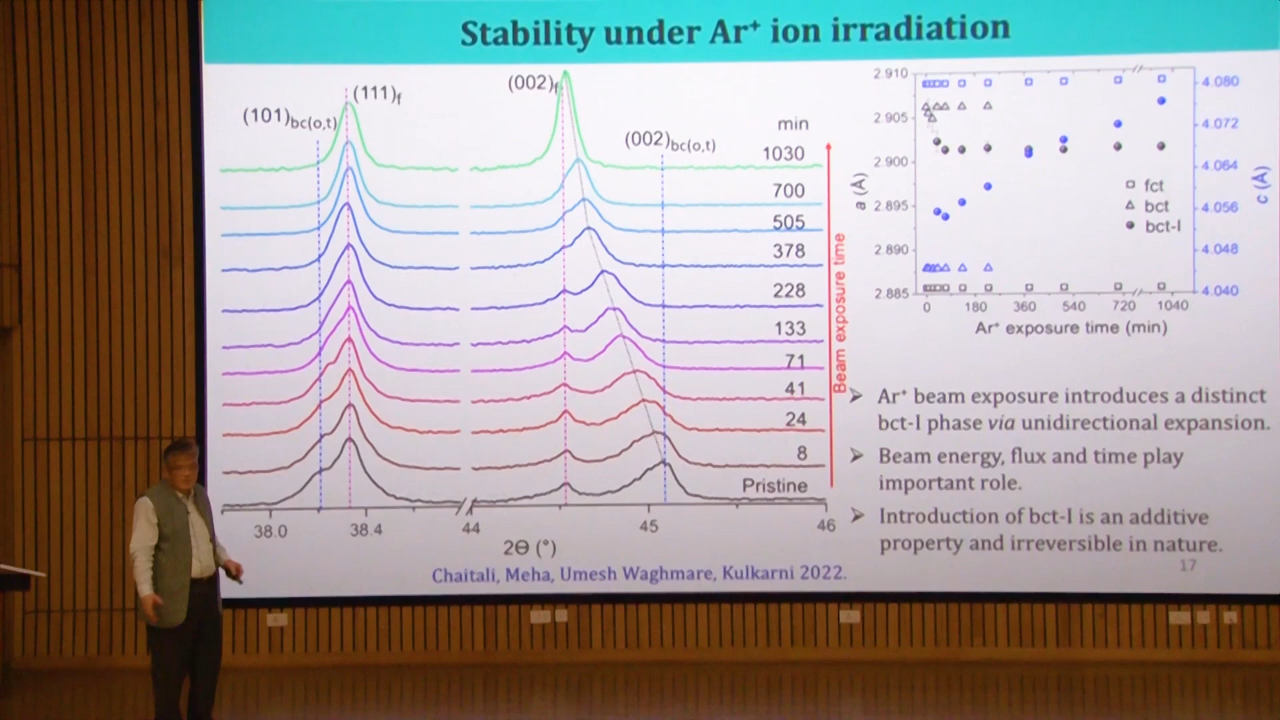 Stability under Ar⁺ ion irradiation
(101)bc(o,t)
(111)f
(002)f
(002)bc(o,t)
min
1030
700
505
378
228
133
71
41
24
8
Pristine
Beam exposure time
38.0 38.4 44 45 46
2Θ (°)
2.910
2.905
2.900
2.895
2.890
2.885
a (Å)
4.080
4.072
4.064
4.056
4.048
4.040
c (Å)
fct
bct
bct-I
0 180 360 540 720 1040
Ar⁺ exposure time (min)
➤ Ar⁺ beam exposure introduces a distinct
bct-I phase via unidirectional expansion.
➤ Beam energy, flux and time play
important role.
➤ Introduction of bct-I is an additive
property and irreversible in nature.
Chaitali, Meha, Umesh Waghmare, Kulkarni 2022.
17